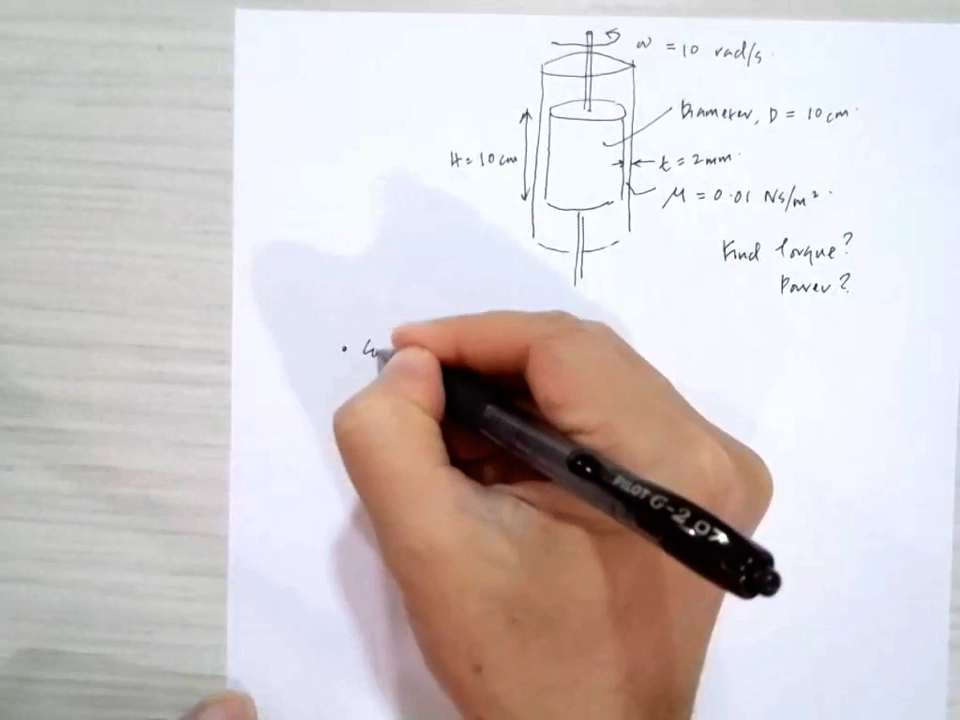 ω = 10 rad/s
Diameter, D = 10 cm
H = 10 cm
t = 2 mm
μ = 0.01 Ns/m²
Find Torque?
Power?
PILOT G-2 07